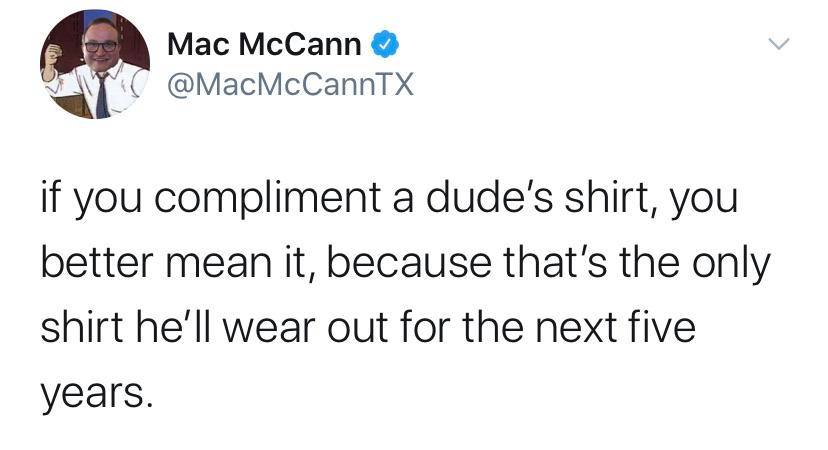 Mac McCann
@MacMcCannTX
if you compliment a dude’s shirt, you
better mean it, because that’s the only
shirt he’ll wear out for the next five
years.